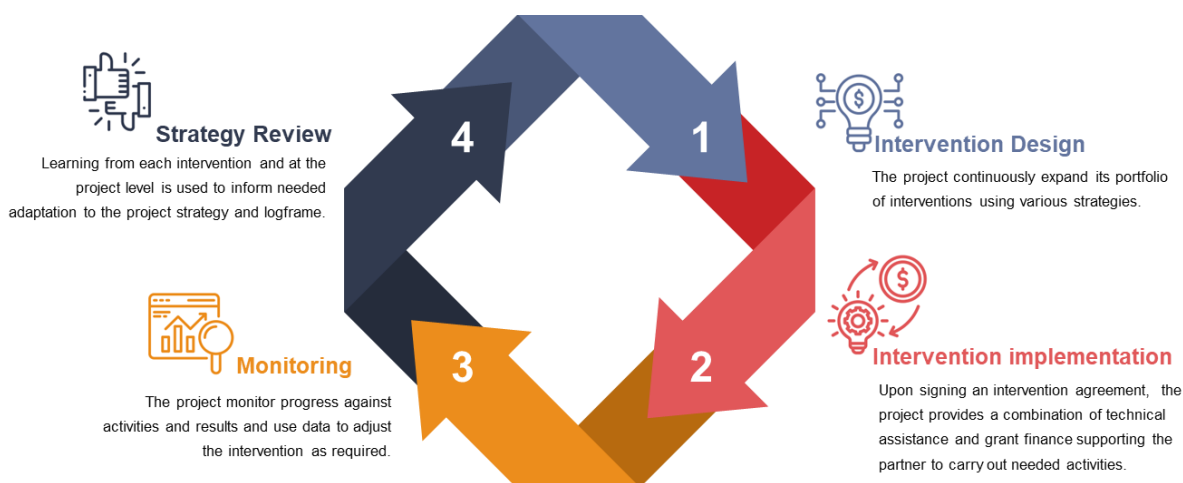 1
Intervention Design
The project continuously expand its portfolio
of interventions using various strategies.
2
Intervention implementation
Upon signing an intervention agreement, the
project provides a combination of technical
assistance and grant finance supporting the
partner to carry out needed activities.
3
Monitoring
The project monitor progress against
activities and results and use data to adjust
the intervention as required.
4
Strategy Review
Learning from each intervention and at the
project level is used to inform needed
adaptation to the project strategy and logframe.